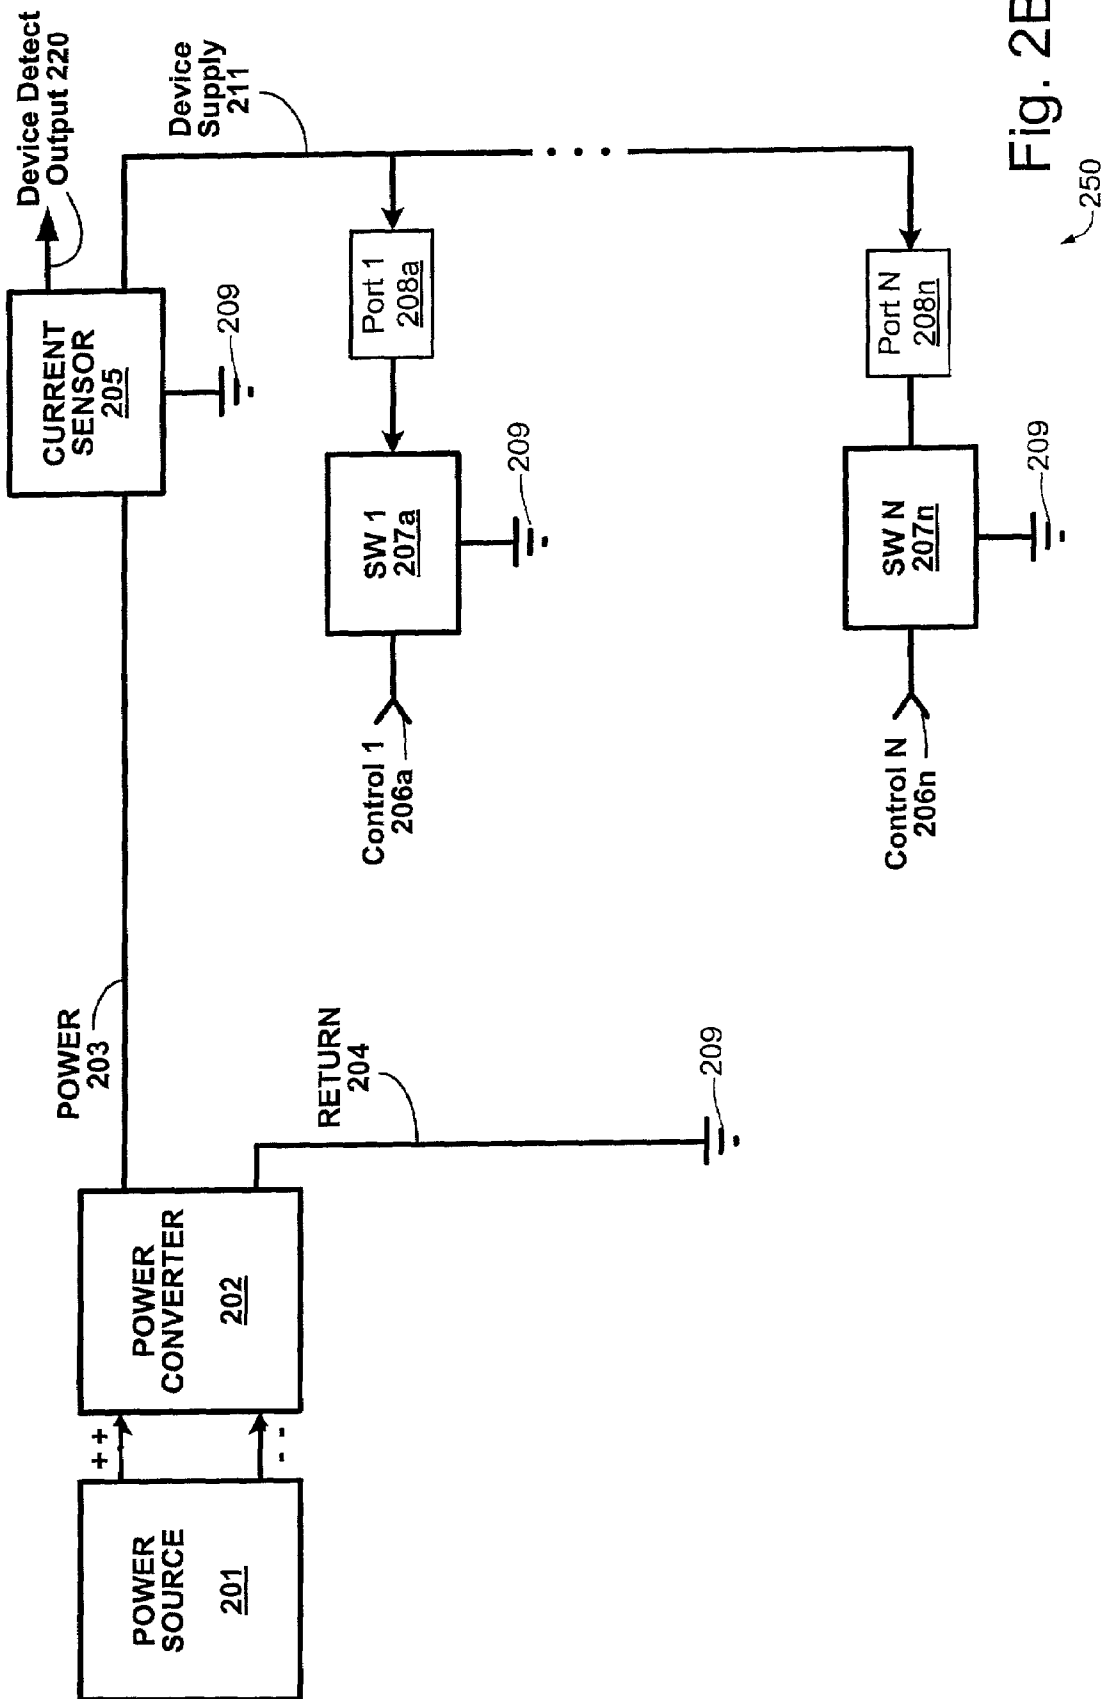 POWER
SOURCE
201
+ +
- -
POWER
CONVERTER
202
POWER
203
RETURN
204
209
CURRENT
SENSOR
205
209
Device Detect
Output 220
Device
Supply
211
Control 1
206a
SW 1
207a
209
Port 1
208a
Control N
206n
SW N
207n
209
Port N
208n
250
Fig. 2B